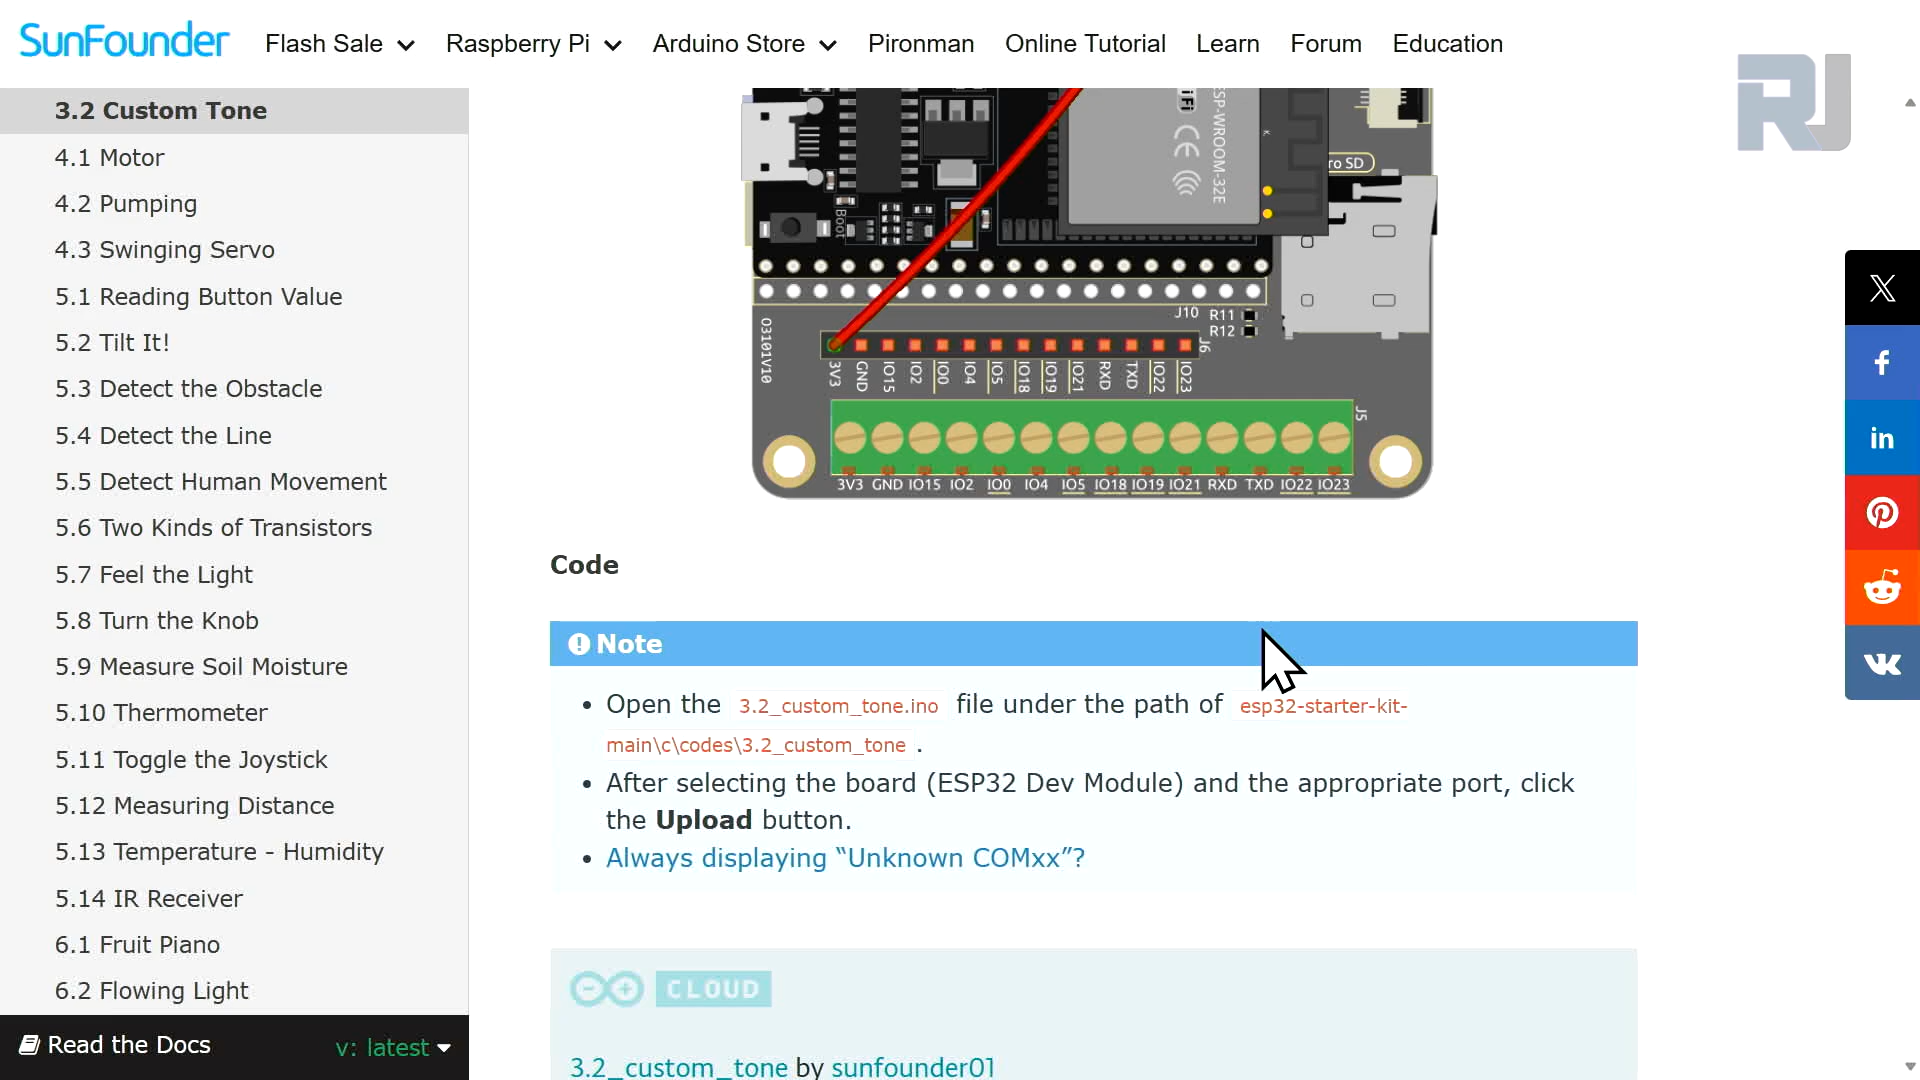 SunFounder Flash Sale Raspberry Pi Arduino Store Pironman Online Tutorial Learn Forum Education
RJ
3.2 Custom Tone
4.1 Motor
4.2 Pumping
4.3 Swinging Servo
5.1 Reading Button Value
5.2 Tilt It!
5.3 Detect the Obstacle
5.4 Detect the Line
5.5 Detect Human Movement
5.6 Two Kinds of Transistors
5.7 Feel the Light
5.8 Turn the Knob
5.9 Measure Soil Moisture
5.10 Thermometer
5.11 Toggle the Joystick
5.12 Measuring Distance
5.13 Temperature - Humidity
5.14 IR Receiver
6.1 Fruit Piano
6.2 Flowing Light
Read the Docs v: latest
WiFi
ESP-WROOM-32E
CE
K
ro SD
Boot
J10 R11
R12
O3101V10
J6
3V3 GND IO15 IO2 IO0 IO4 IO5 IO18 IO19 IO21 RXD TXD IO22 IO23
J5
3V3 GND IO15 IO2 IO0 IO4 IO5 IO18 IO19 IO21 RXD TXD IO22 IO23
Code
Note
Open the 3.2_custom_tone.ino file under the path of esp32-starter-kit-
main\c\codes\3.2_custom_tone .
After selecting the board (ESP32 Dev Module) and the appropriate port, click
the Upload button.
Always displaying “Unknown COMxx”?
CLOUD
3.2_custom_tone by sunfounder01